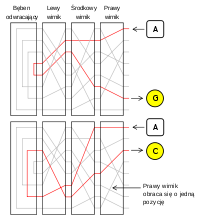 Bęben Lewy Środkowy Prawy
odwracający wirnik wirnik wirnik
A
G
A
C
Prawy wirnik
obraca się o jedną
pozycję